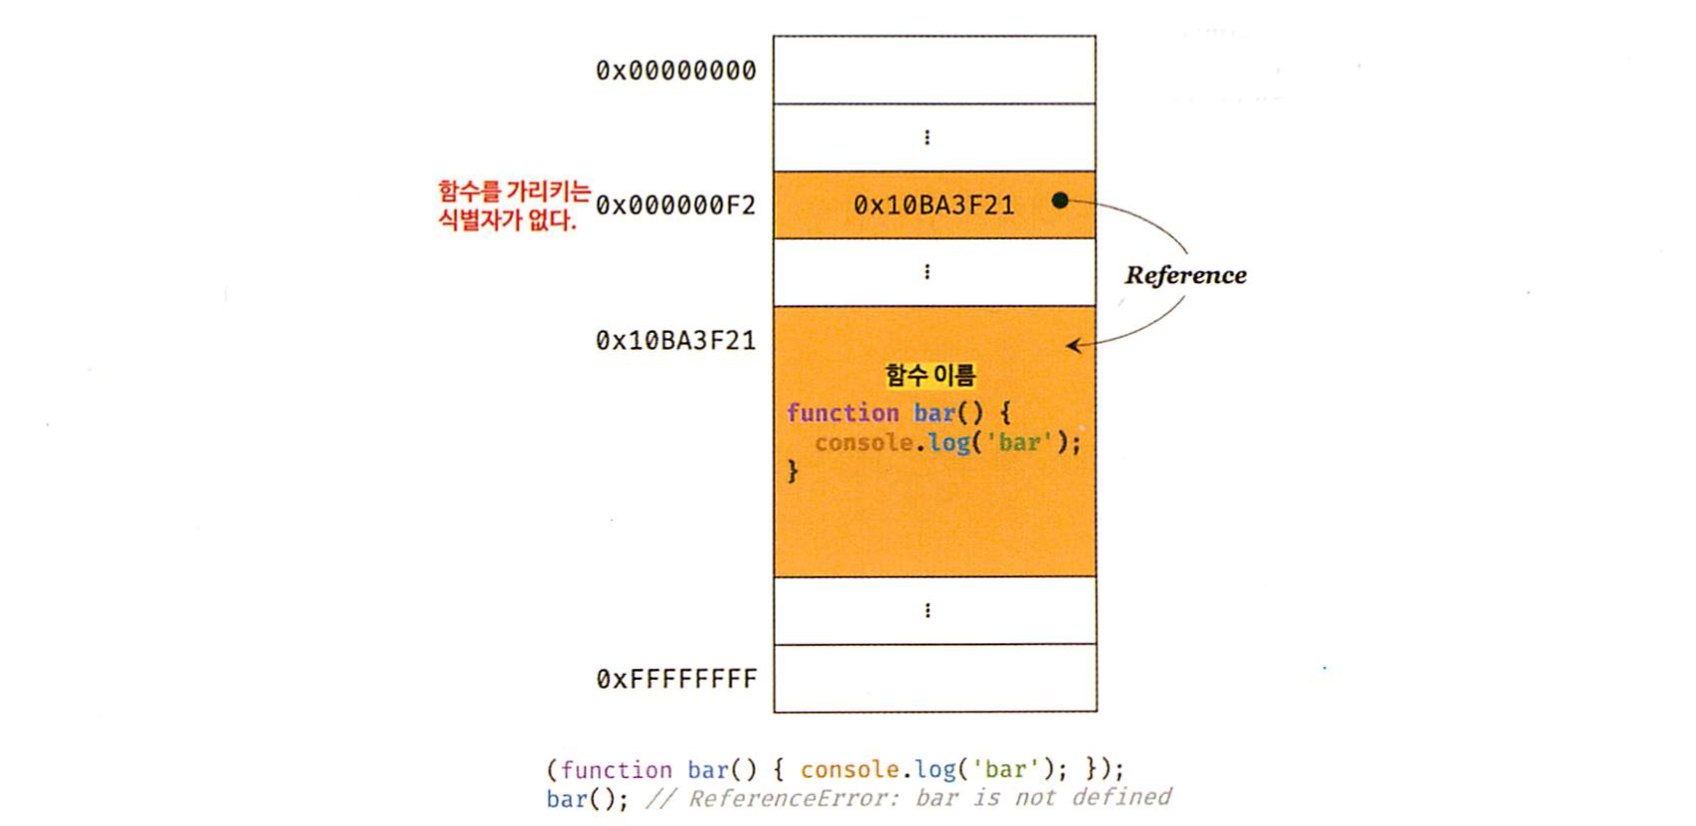 0x00000000
⋮
함수를 가리키는
식별자가 없다.
0x000000F2
0x10BA3F21
⋮
Reference
0x10BA3F21
함수 이름
function bar() {
  console.log('bar');
}
⋮
0xFFFFFFFF
(function bar() { console.log('bar'); });
bar(); // ReferenceError: bar is not defined